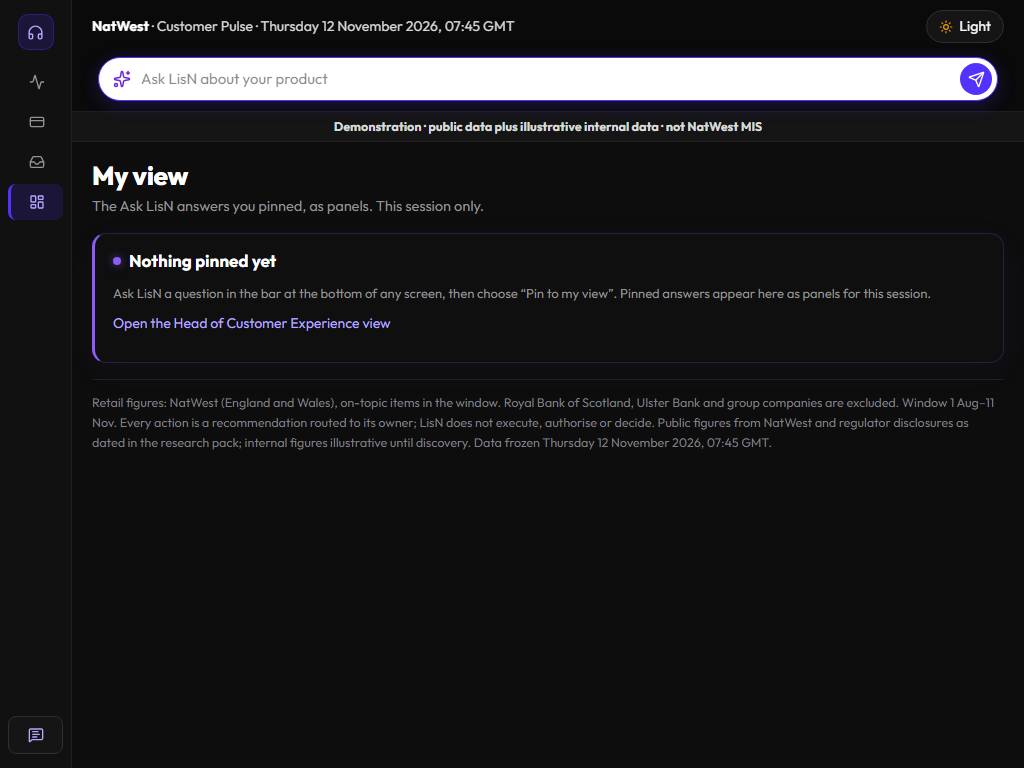 NatWest · Customer Pulse · Thursday 12 November 2026, 07:45 GMT
Light
Ask LisN about your product
Demonstration · public data plus illustrative internal data · not NatWest MIS
My view
The Ask LisN answers you pinned, as panels. This session only.
Nothing pinned yet
Ask LisN a question in the bar at the bottom of any screen, then choose “Pin to my view”. Pinned answers appear here as panels for this session.
Open the Head of Customer Experience view
Retail figures: NatWest (England and Wales), on-topic items in the window. Royal Bank of Scotland, Ulster Bank and group companies are excluded. Window 1 Aug–11
Nov. Every action is a recommendation routed to its owner; LisN does not execute, authorise or decide. Public figures from NatWest and regulator disclosures as
dated in the research pack; internal figures illustrative until discovery. Data frozen Thursday 12 November 2026, 07:45 GMT.